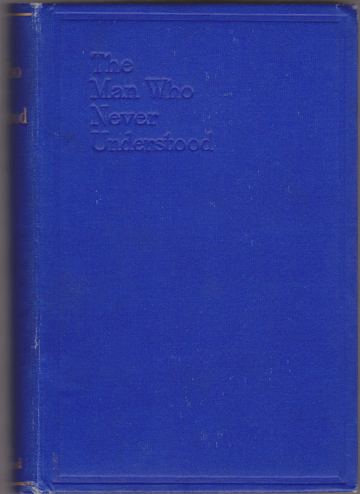 The
Man Who
Never
Understood